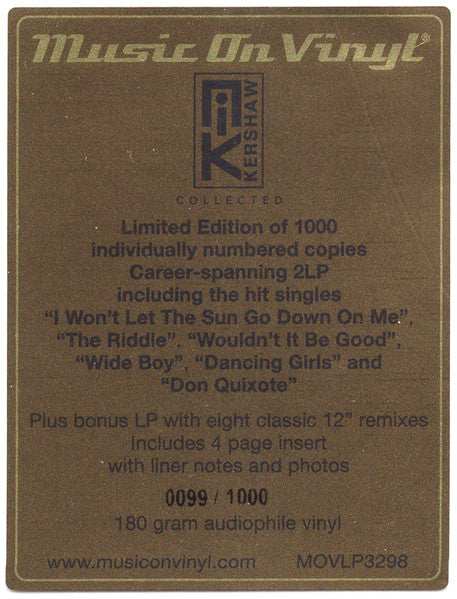 Music On Vinyl®
NiK
KERSHAW
COLLECTED
Limited Edition of 1000
individually numbered copies
Career-spanning 2LP
including the hit singles
“I Won’t Let The Sun Go Down On Me”,
“The Riddle”, “Wouldn’t It Be Good”,
“Wide Boy”, “Dancing Girls” and
“Don Quixote”
Plus bonus LP with eight classic 12” remixes
Includes 4 page insert
with liner notes and photos
0099 / 1000
180 gram audiophile vinyl
www.musiconvinyl.com MOVLP3298